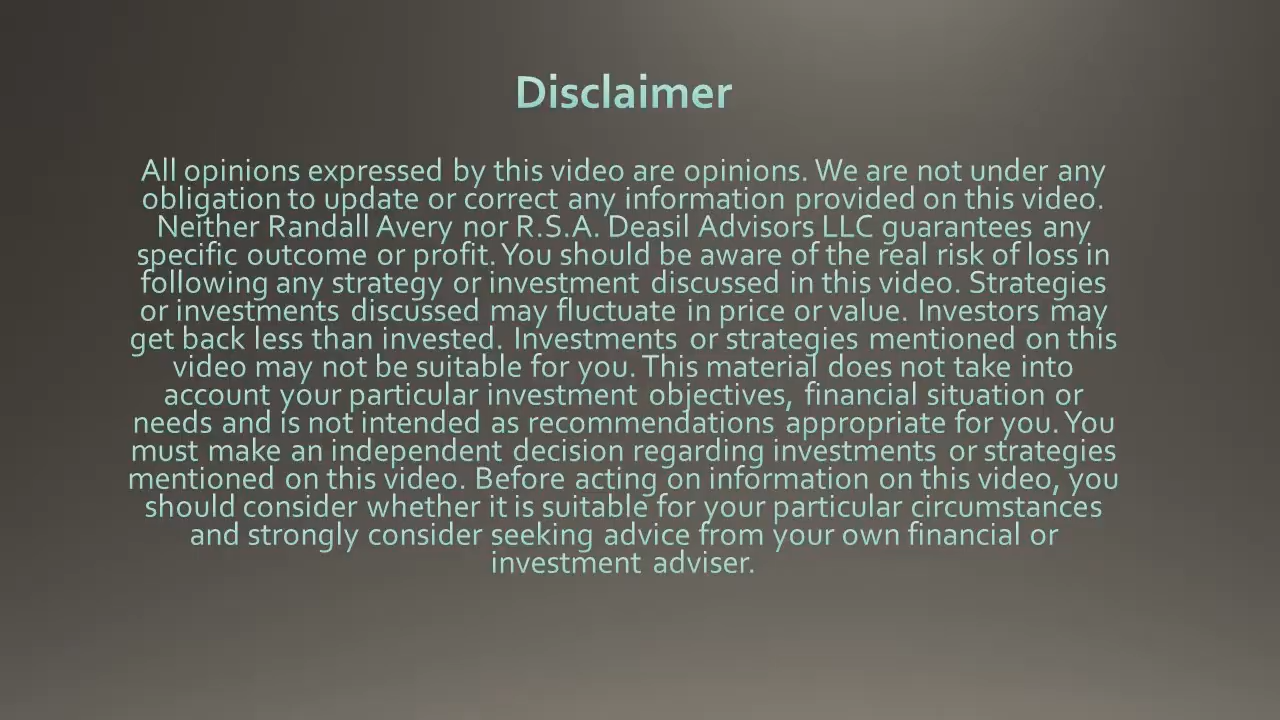 Disclaimer
All opinions expressed by this video are opinions. We are not under any
obligation to update or correct any information provided on this video.
Neither Randall Avery nor R.S.A. Deasil Advisors LLC guarantees any
specific outcome or profit. You should be aware of the real risk of loss in
following any strategy or investment discussed in this video. Strategies
or investments discussed may fluctuate in price or value. Investors may
get back less than invested. Investments or strategies mentioned on this
video may not be suitable for you. This material does not take into
account your particular investment objectives, financial situation or
needs and is not intended as recommendations appropriate for you. You
must make an independent decision regarding investments or strategies
mentioned on this video. Before acting on information on this video, you
should consider whether it is suitable for your particular circumstances
and strongly consider seeking advice from your own financial or
investment adviser.